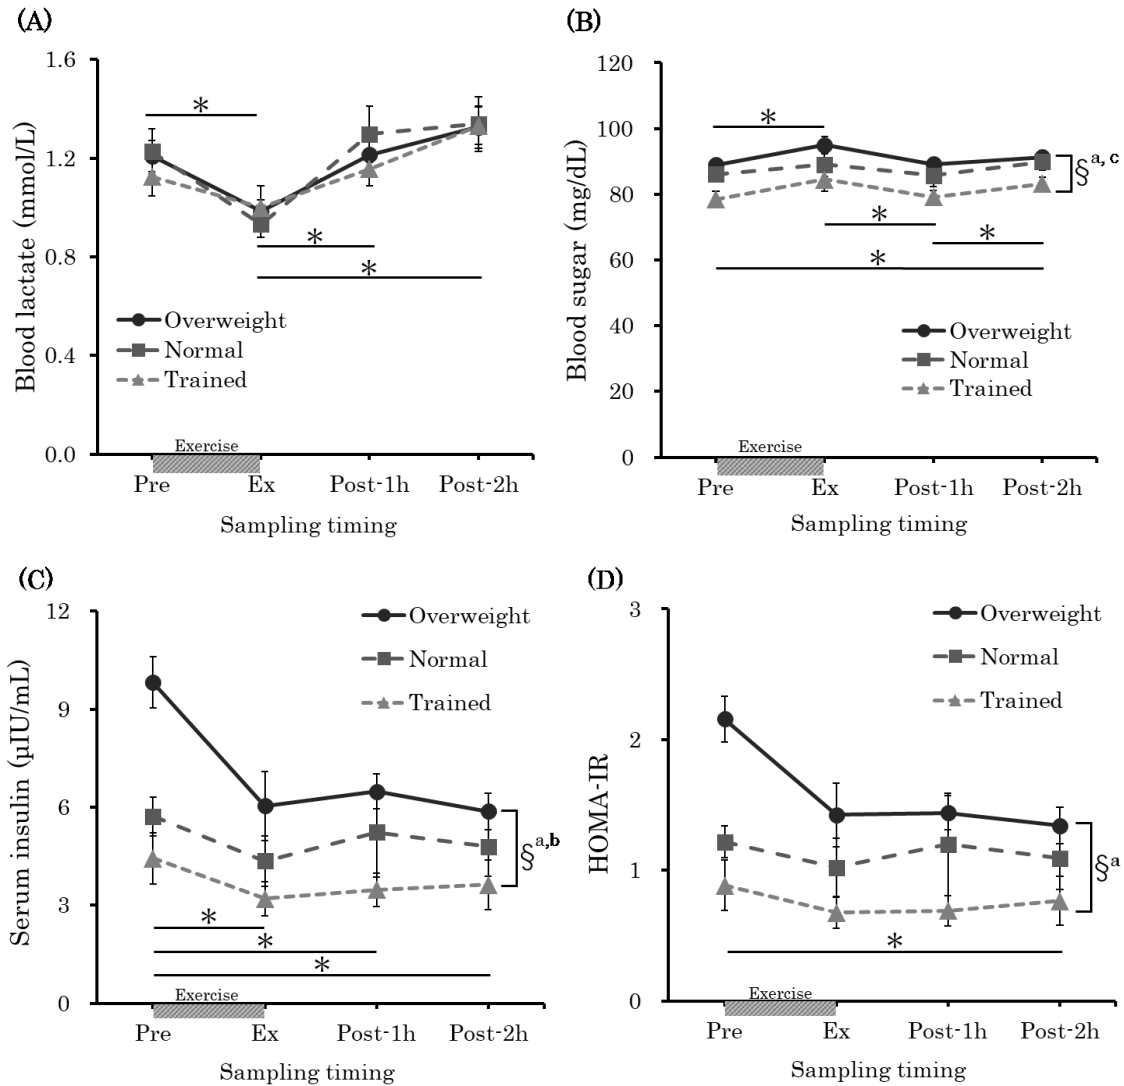 (A)
1.6
1.2
0.8
0.4
0.0
Blood lactate (mmol/L)
*
*
*
Overweight
Normal
Trained
Exercise
Pre Ex Post-1h Post-2h
Sampling timing
(B)
120
100
80
60
40
20
0
Blood sugar (mg/dL)
*
§a, c
*
*
*
Overweight
Normal
Trained
Exercise
Pre Ex Post-1h Post-2h
Sampling timing
(C)
12
9
6
3
0
Serum insulin (µIU/mL)
Overweight
Normal
Trained
§a,b
*
*
*
Exercise
Pre Ex Post-1h Post-2h
Sampling timing
(D)
3
2
1
0
HOMA-IR
Overweight
Normal
Trained
§a
*
Exercise
Pre Ex Post-1h Post-2h
Sampling timing